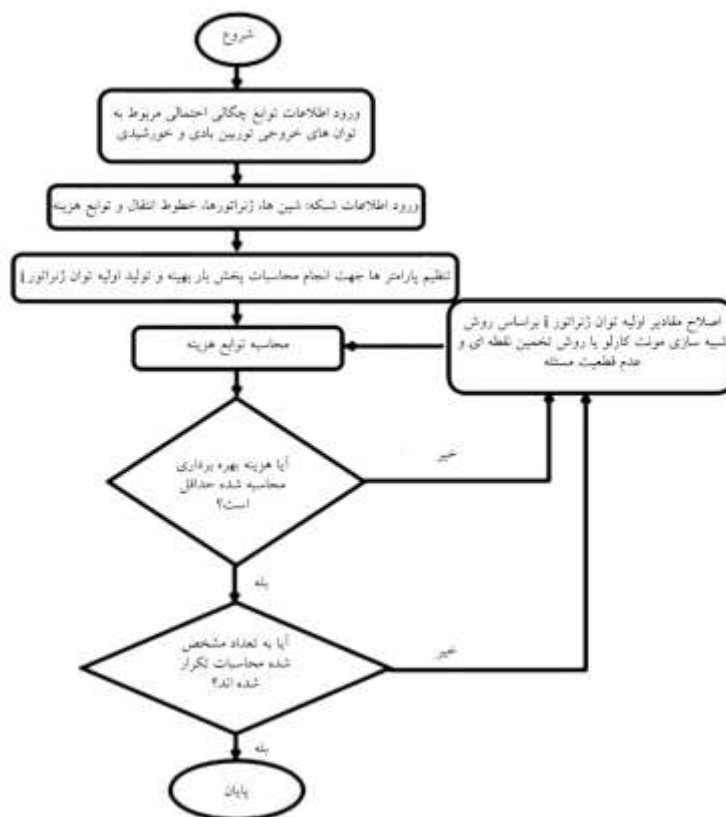 شروع
ورود اطلاعات توابع چگالی احتمالی مربوط به
توان های خروجی توربین بادی و خورشیدی
ورود اطلاعات شبکه: شین ها، ژنراتورها، خطوط انتقال و توابع هزینه
تنظیم پارامتر ها جهت انجام محاسبات پخش بار بهینه و تولید اولیه توان ژنراتور i
محاسبه توابع هزینه
اصلاح مقادیر اولیه توان ژنراتور i براساس روش
شبیه سازی مونت کارلو یا روش تخمین نقطه ای و
عدم قطعیت مسئله
آیا هزینه بهره برداری
محاسبه شده حداقل
است؟
خیر
بله
آیا به تعداد مشخص
شده محاسبات تکرار
شده اند؟
خیر
بله
پایان